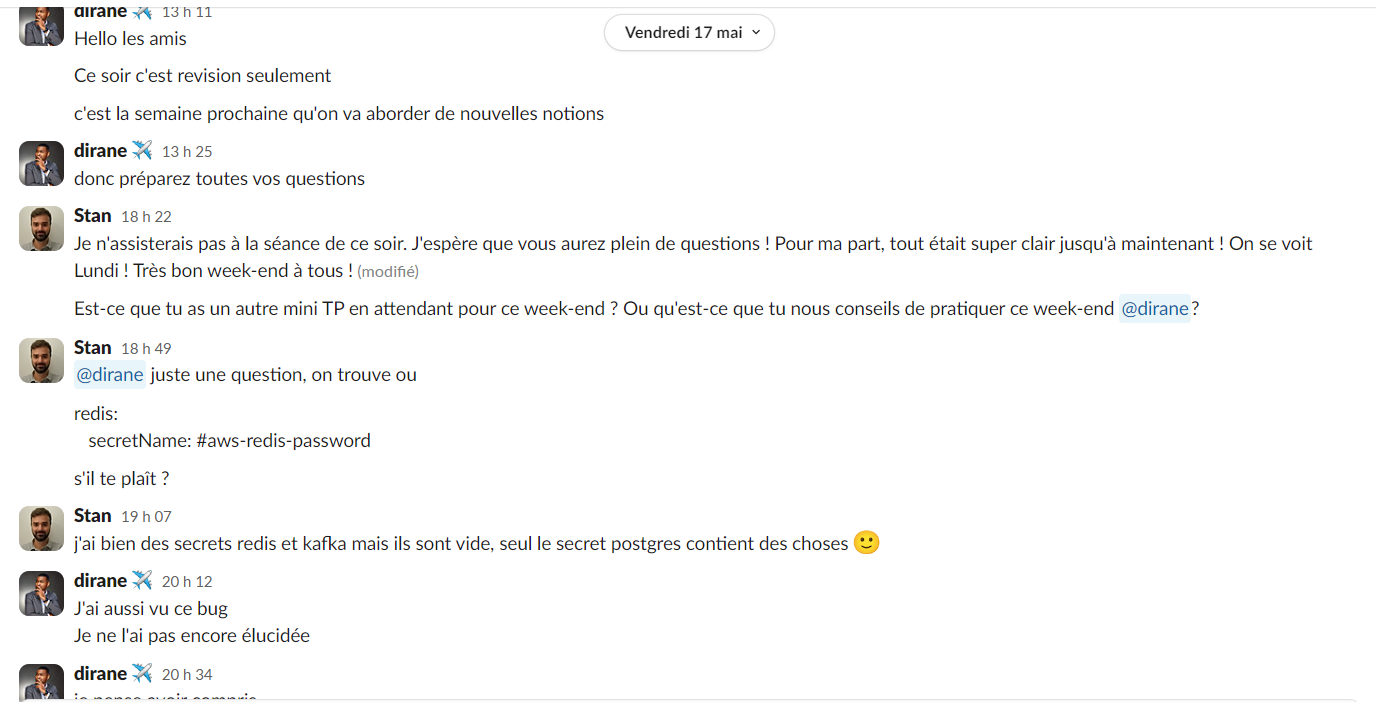 dirane 13 h 11
Vendredi 17 mai
Hello les amis
Ce soir c'est revision seulement
c'est la semaine prochaine qu'on va aborder de nouvelles notions
dirane 13 h 25
donc préparez toutes vos questions
Stan 18 h 22
Je n'assisterais pas à la séance de ce soir. J'espère que vous aurez plein de questions ! Pour ma part, tout était super clair jusqu'à maintenant ! On se voit
Lundi ! Très bon week-end à tous ! (modifié)
Est-ce que tu as un autre mini TP en attendant pour ce week-end ? Ou qu'est-ce que tu nous conseils de pratiquer ce week-end @dirane ?
Stan 18 h 49
@dirane juste une question, on trouve ou
redis:
secretName: #aws-redis-password
s'il te plaît ?
Stan 19 h 07
j'ai bien des secrets redis et kafka mais ils sont vide, seul le secret postgres contient des choses
dirane 20 h 12
J'ai aussi vu ce bug
Je ne l'ai pas encore élucidée
dirane 20 h 34
je pense avoir compris